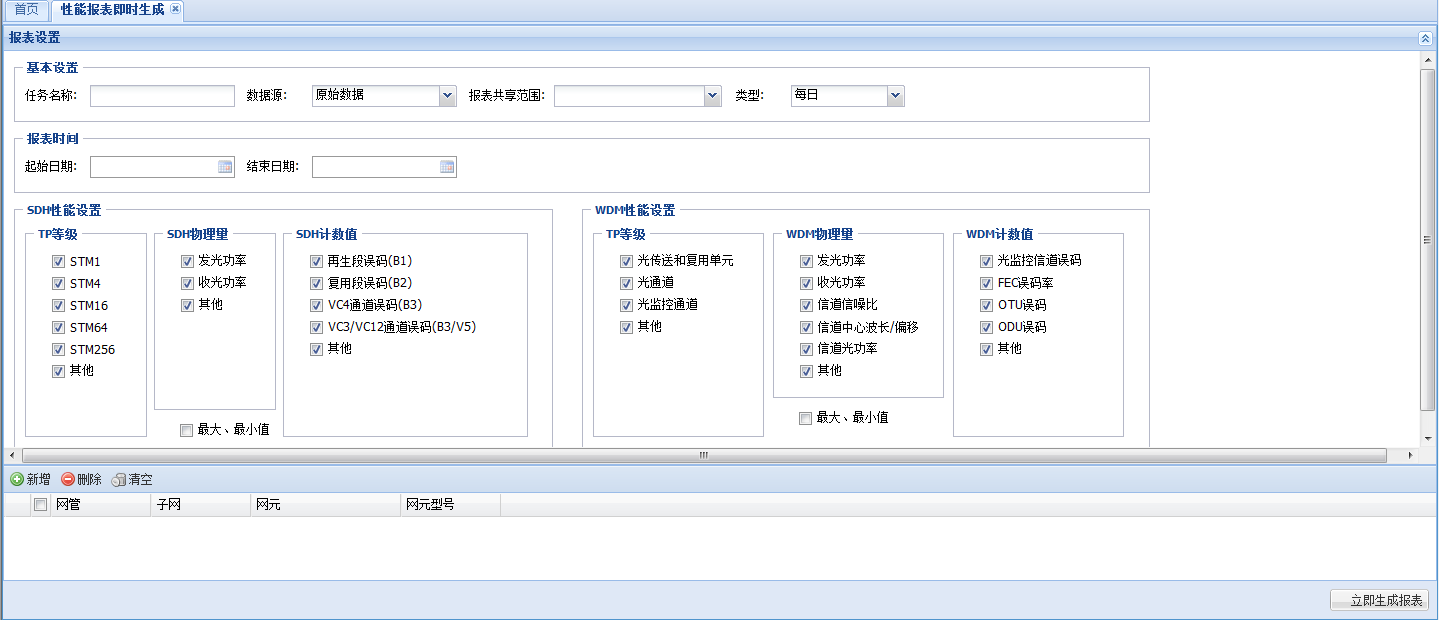 首页 性能报表即时生成
报表设置
基本设置
任务名称: 数据源: 原始数据 报表共享范围: 类型: 每日
报表时间
起始日期: 结束日期:
SDH性能设置 WDM性能设置
TP等级 SDH物理量 SDH计数值 TP等级 WDM物理量 WDM计数值
STM1 发光功率 再生段误码(B1) 光传送和复用单元 发光功率 光监控信道误码
STM4 收光功率 复用段误码(B2) 光通道 收光功率 FEC误码率
STM16 其他 VC4通道误码(B3) 光监控通道 信道信噪比 OTU误码
STM64 VC3/VC12通道误码(B3/V5) 其他 信道中心波长/偏移 ODU误码
STM256 其他 信道光功率 其他
其他 其他
最大、最小值 最大、最小值
新增 删除 清空
网管 子网 网元 网元型号
立即生成报表